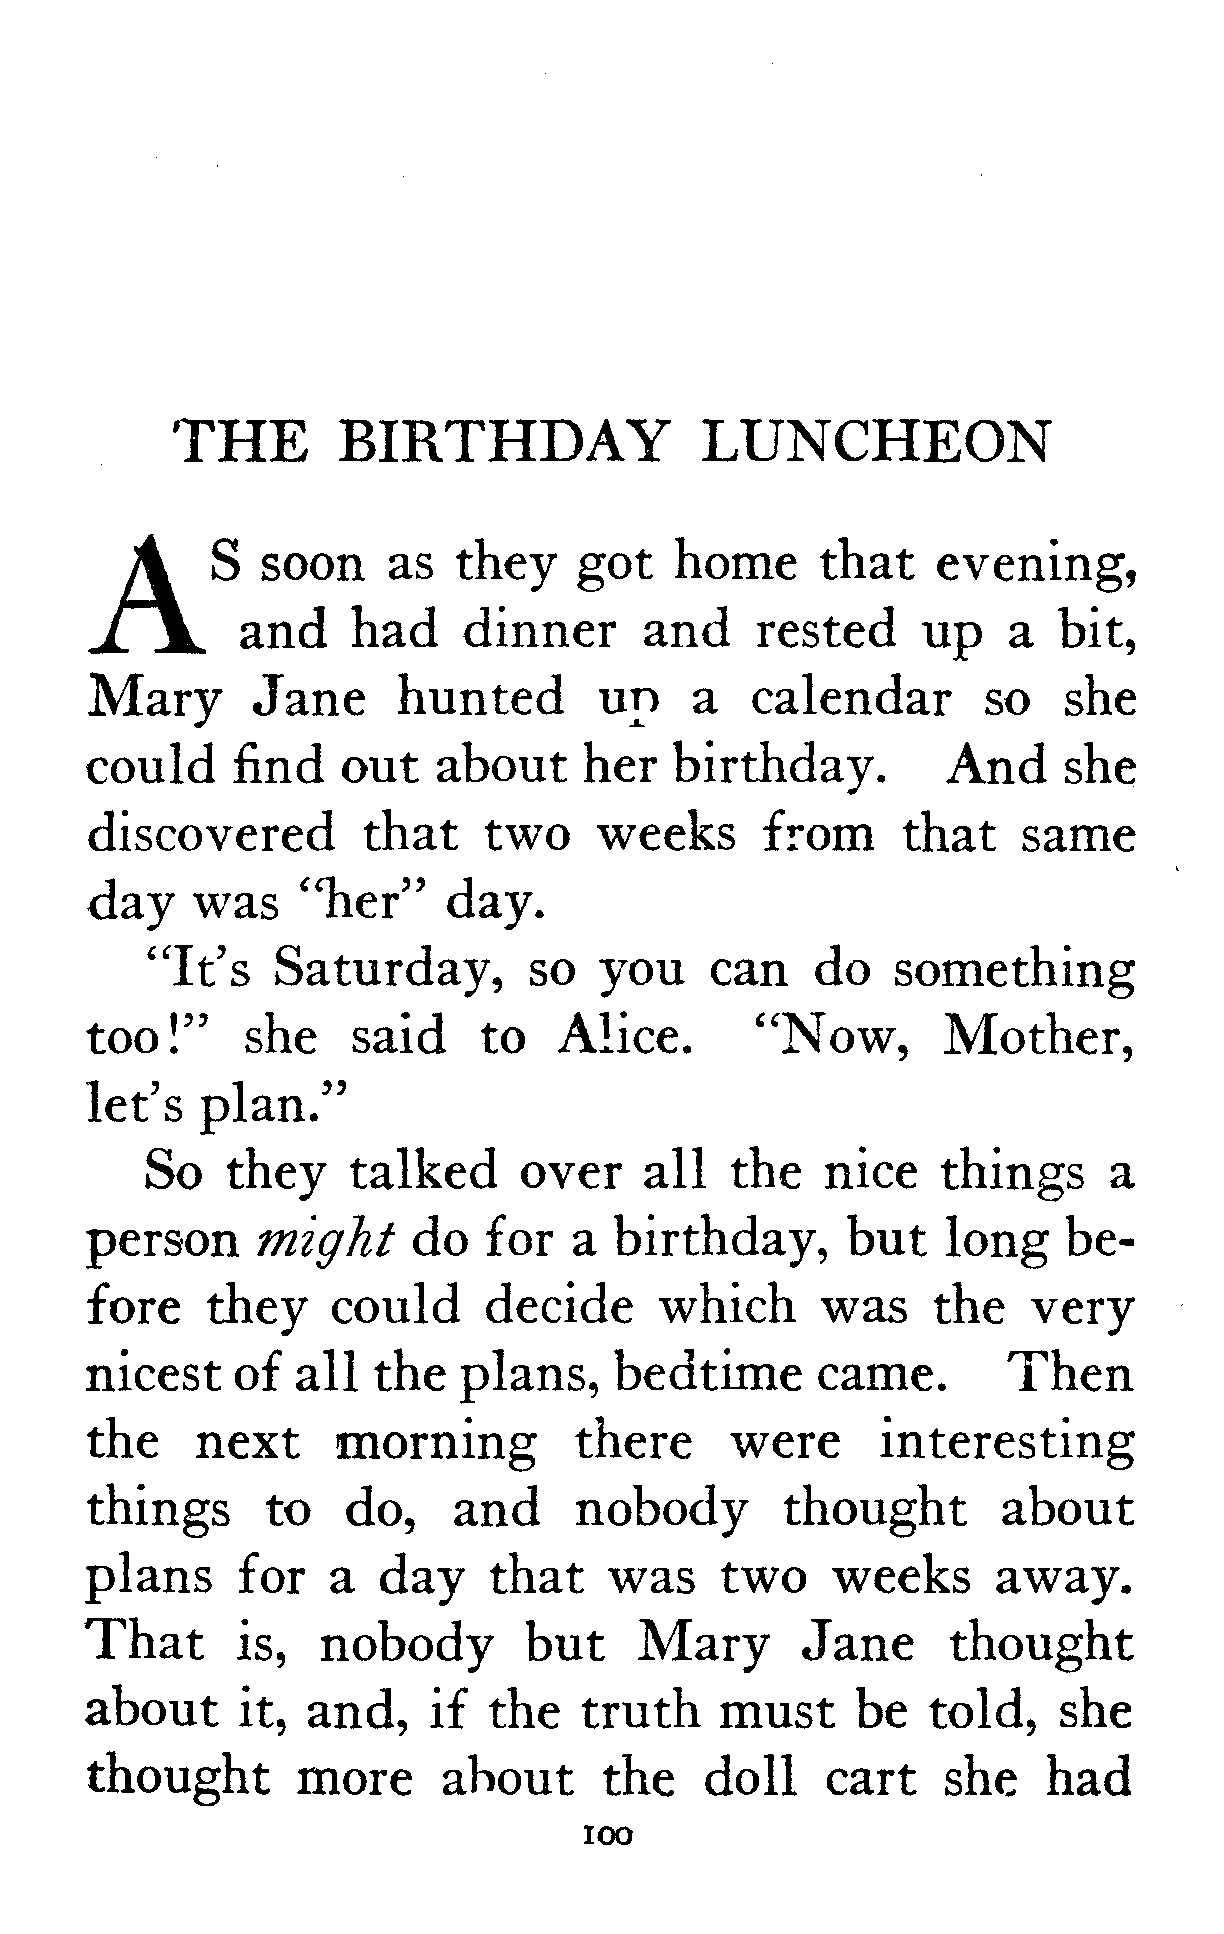 THE BIRTHDAY LUNCHEON
AS soon as they got home that evening,
and had dinner and rested up a bit,
Mary Jane hunted up a calendar so she
could find out about her birthday. And she
discovered that two weeks from that same
day was "her" day.
"It's Saturday, so you can do something
too!" she said to Alice. "Now, Mother,
let's plan."
So they talked over all the nice things a
person might do for a birthday, but long be-
fore they could decide which was the very
nicest of all the plans, bedtime came. Then
the next morning there were interesting
things to do, and nobody thought about
plans for a day that was two weeks away.
That is, nobody but Mary Jane thought
about it, and, if the truth must be told, she
thought more about the doll cart she had
100